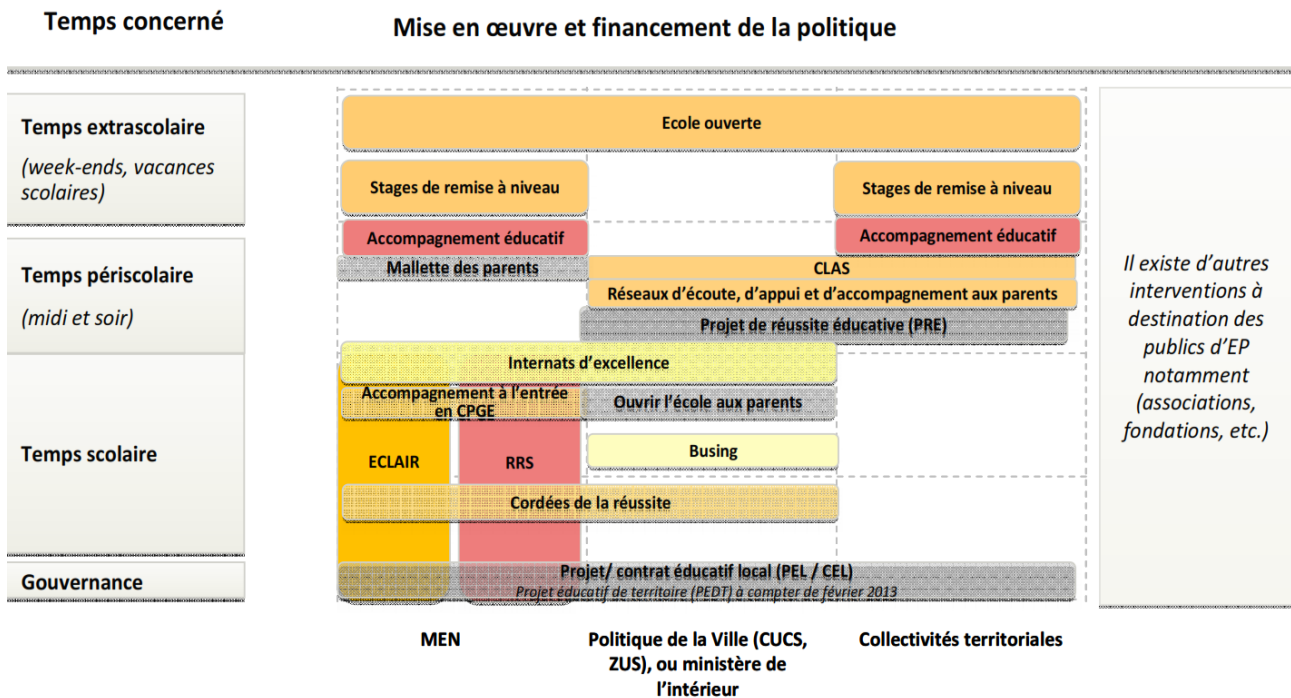 Temps concerné
Mise en œuvre et financement de la politique
Temps extrascolaire
(week-ends, vacances
scolaires)
Ecole ouverte
Stages de remise à niveau
Stages de remise à niveau
Accompagnement éducatif
Accompagnement éducatif
Temps périscolaire
(midi et soir)
Mallette des parents
CLAS
Réseaux d’écoute, d’appui et d’accompagnement aux parents
Projet de réussite éducative (PRE)
Temps scolaire
Internats d’excellence
Accompagnement à l’entrée
en CPGE
Ouvrir l’école aux parents
ECLAIR
RRS
Busing
Cordées de la réussite
Gouvernance
Projet/ contrat éducatif local (PEL / CEL)
Projet éducatif de territoire (PEDT) à compter de février 2013
Il existe d’autres
interventions à
destination des
publics d’EP
notamment
(associations,
fondations, etc.)
MEN
Politique de la Ville (CUCS,
ZUS), ou ministère de
l’intérieur
Collectivités territoriales